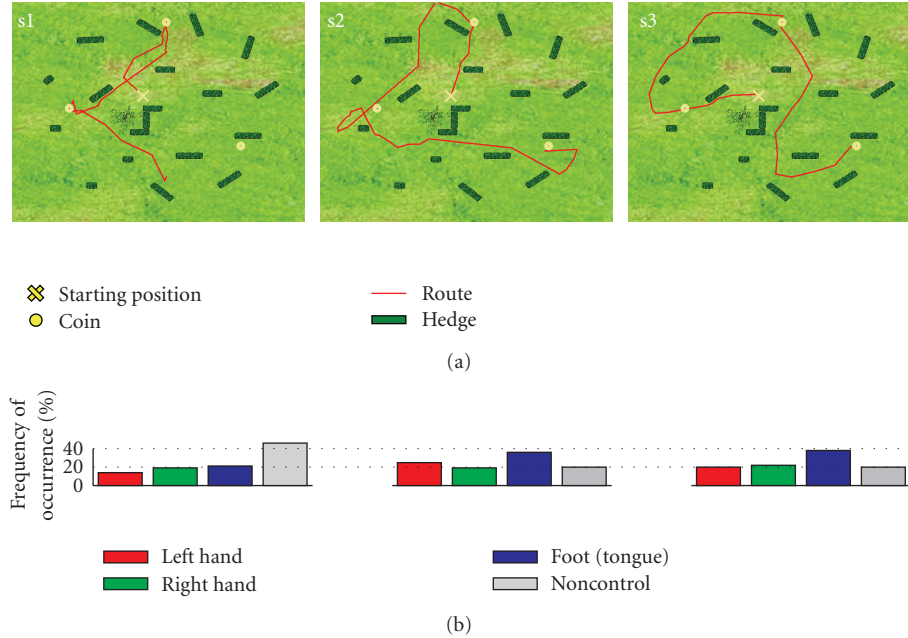 s1
s2
s3
Starting position
Coin
Route
Hedge
(a)
Frequency of
occurrence (%)
40
20
0
Left hand
Right hand
Foot (tongue)
Noncontrol
(b)